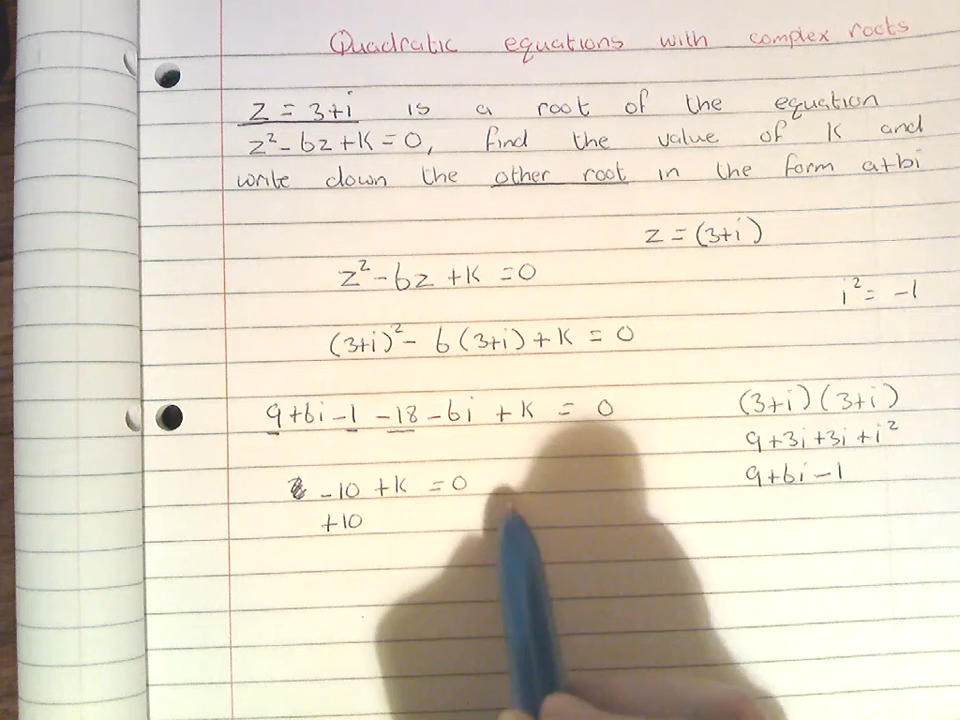 Quadratic equations with complex roots
z = 3+i is a root of the equation
z² - 6z + k = 0, find the value of k and
write down the other root in the form a+bi
z = (3+i)
z² - 6z + k = 0
i² = -1
(3+i)² - 6(3+i) + k = 0
9 + 6i - 1 - 18 - 6i + k = 0
(3+i)(3+i)
9 + 3i + 3i + i²
9 + 6i - 1
-10 + k = 0
+10